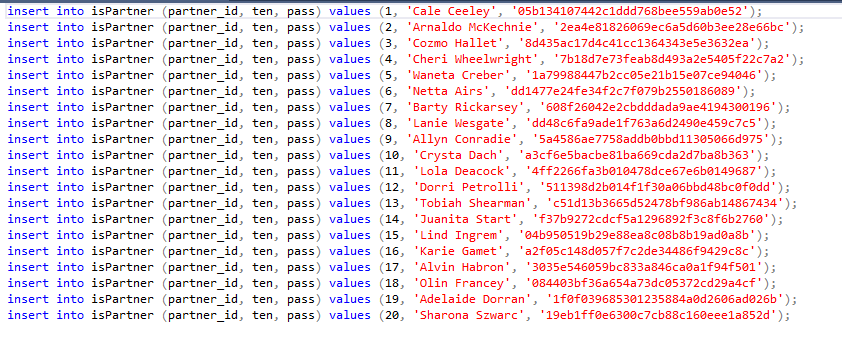 insert into isPartner (partner_id, ten, pass) values (1, 'Cale Ceeley', '05b134107442c1ddd768bee559ab0e52');
insert into isPartner (partner_id, ten, pass) values (2, 'Arnaldo McKechnie', '2ea4e81826069ec6a5d60b3ee28e66bc');
insert into isPartner (partner_id, ten, pass) values (3, 'Cozmo Hallet', '8d435ac17d4c41cc1364343e5e3632ea');
insert into isPartner (partner_id, ten, pass) values (4, 'Cheri Wheelwright', '7b18d7e73feab8d493a2e5405f22c7a2');
insert into isPartner (partner_id, ten, pass) values (5, 'Waneta Creber', '1a79988447b2cc05e21b15e07ce94046');
insert into isPartner (partner_id, ten, pass) values (6, 'Netta Airs', 'dd1477e24fe34f2c7f079b2550186089');
insert into isPartner (partner_id, ten, pass) values (7, 'Barty Rickarsey', '608f26042e2cbdddada9ae4194300196');
insert into isPartner (partner_id, ten, pass) values (8, 'Lanie Wesgate', 'dd48c6fa9ade1f763a6d2490e459c7c5');
insert into isPartner (partner_id, ten, pass) values (9, 'Allyn Conradie', '5a4586ae7758addb0bbd11305066d975');
insert into isPartner (partner_id, ten, pass) values (10, 'Crysta Dach', 'a3cf6e5bacbe81ba669cda2d7ba8b363');
insert into isPartner (partner_id, ten, pass) values (11, 'Lola Deacock', '4ff2266fa3b010478dce67e6b0149687');
insert into isPartner (partner_id, ten, pass) values (12, 'Dorri Petrolli', '511398d2b014f1f30a06bbd48bc0f0dd');
insert into isPartner (partner_id, ten, pass) values (13, 'Tobiah Shearman', 'c51d13b3665d52478bf986ab14867434');
insert into isPartner (partner_id, ten, pass) values (14, 'Juanita Start', 'f37b9272cdcf5a1296892f3c8f6b2760');
insert into isPartner (partner_id, ten, pass) values (15, 'Lind Ingrem', '04b950519b29e88ea8c08b8b19ad0a8b');
insert into isPartner (partner_id, ten, pass) values (16, 'Karie Gamet', 'a2f05c148d057f7c2de34486f9429c8c');
insert into isPartner (partner_id, ten, pass) values (17, 'Alvin Habron', '3035e546059bc833a846ca0a1f94f501');
insert into isPartner (partner_id, ten, pass) values (18, 'Olin Francey', '084403bf36a654a73dc05372cd29a4cf');
insert into isPartner (partner_id, ten, pass) values (19, 'Adelaide Dorran', '1f0f039685301235884a0d2606ad026b');
insert into isPartner (partner_id, ten, pass) values (20, 'Sharona Szwarc', '19eb1ff0e6300c7cb88c160eee1a852d');